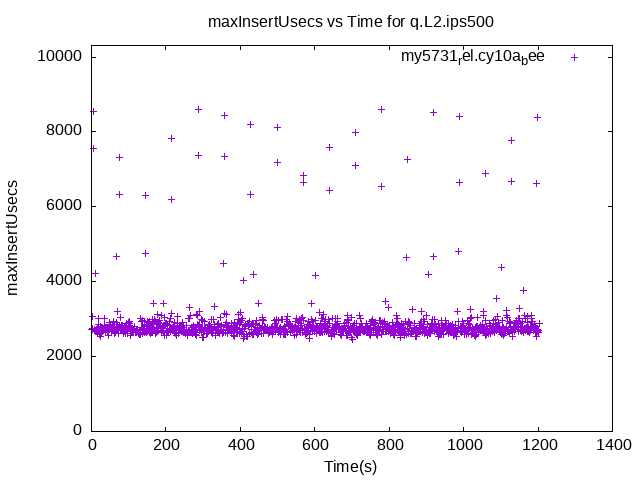 maxInsertUsecs vs Time for q.L2.ips500
my5731rel.cy10abee
maxInsertUsecs
10000
8000
6000
4000
2000
0
0 200 400 600 800 1000 1200 1400
Time(s)